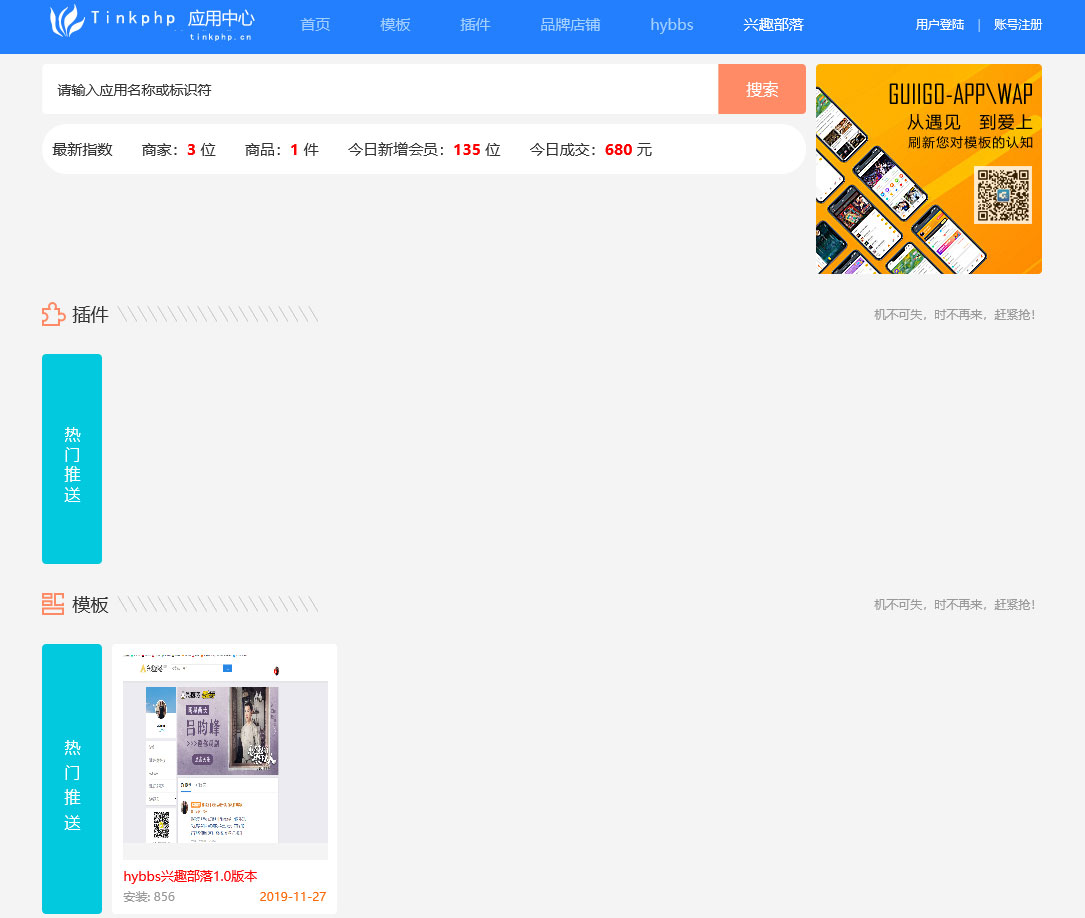 Tinkphp 应用中心
tinkphp.cn
首页 模板 插件 品牌店铺 hybbs 兴趣部落 用户登陆 | 账号注册
请输入应用名称或标识符 搜索
最新指数 商家：3 位 商品：1 件 今日新增会员：135 位 今日成交：680 元
GUIIGO-APP\WAP
从遇见 到爱上
刷新您对模板的认知
插件 机不可失，时不再来，赶紧抢!
热
门
推
送
模板 机不可失，时不再来，赶紧抢!
热
门
推
送
吕昀峰
hybbs兴趣部落1.0版本
安装: 856 2019-11-27